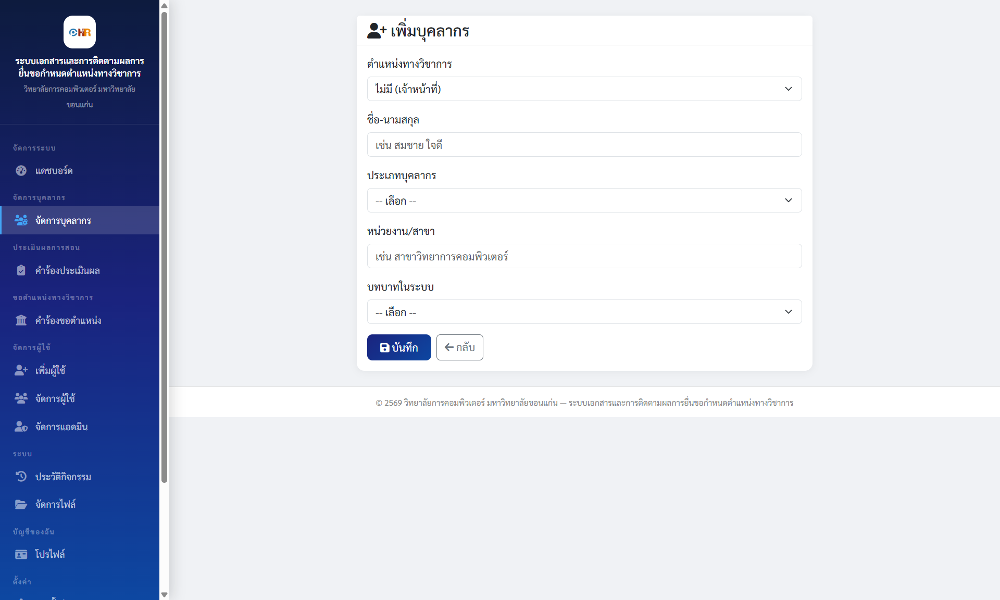 CHR
ระบบเอกสารและการติดตามผลการ
ยื่นขอกำหนดตำแหน่งทางวิชาการ
วิทยาลัยการคอมพิวเตอร์ มหาวิทยาลัย
ขอนแก่น
จัดการระบบ
แดชบอร์ด
จัดการบุคลากร
จัดการบุคลากร
ประเมินผลการสอน
คำร้องประเมินผล
ขอตำแหน่งทางวิชาการ
คำร้องขอตำแหน่ง
จัดการผู้ใช้
เพิ่มผู้ใช้
จัดการผู้ใช้
จัดการแอดมิน
ระบบ
ประวัติกิจกรรม
จัดการไฟล์
บัญชีของฉัน
โปรไฟล์
ตั้งค่า
เพิ่มบุคลากร
ตำแหน่งทางวิชาการ
ไม่มี (เจ้าหน้าที่)
ชื่อ-นามสกุล
เช่น สมชาย ใจดี
ประเภทบุคลากร
-- เลือก --
หน่วยงาน/สาขา
เช่น สาขาวิทยาการคอมพิวเตอร์
บทบาทในระบบ
-- เลือก --
บันทึก
กลับ
© 2569 วิทยาลัยการคอมพิวเตอร์ มหาวิทยาลัยขอนแก่น — ระบบเอกสารและการติดตามผลการยื่นขอกำหนดตำแหน่งทางวิชาการ